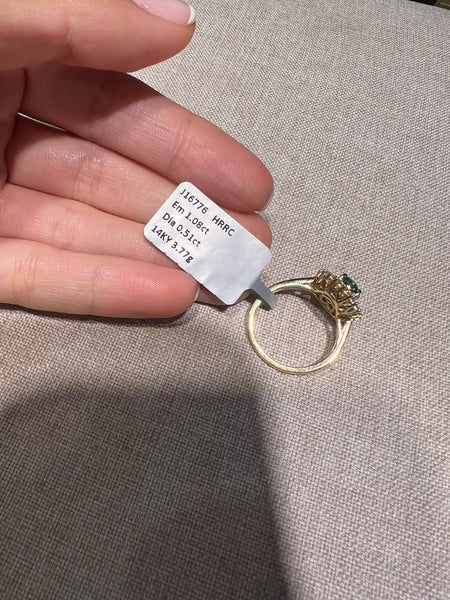 J16776 HRRC
Em 1.08ct
Dia 0.51ct
14KY 3.77g